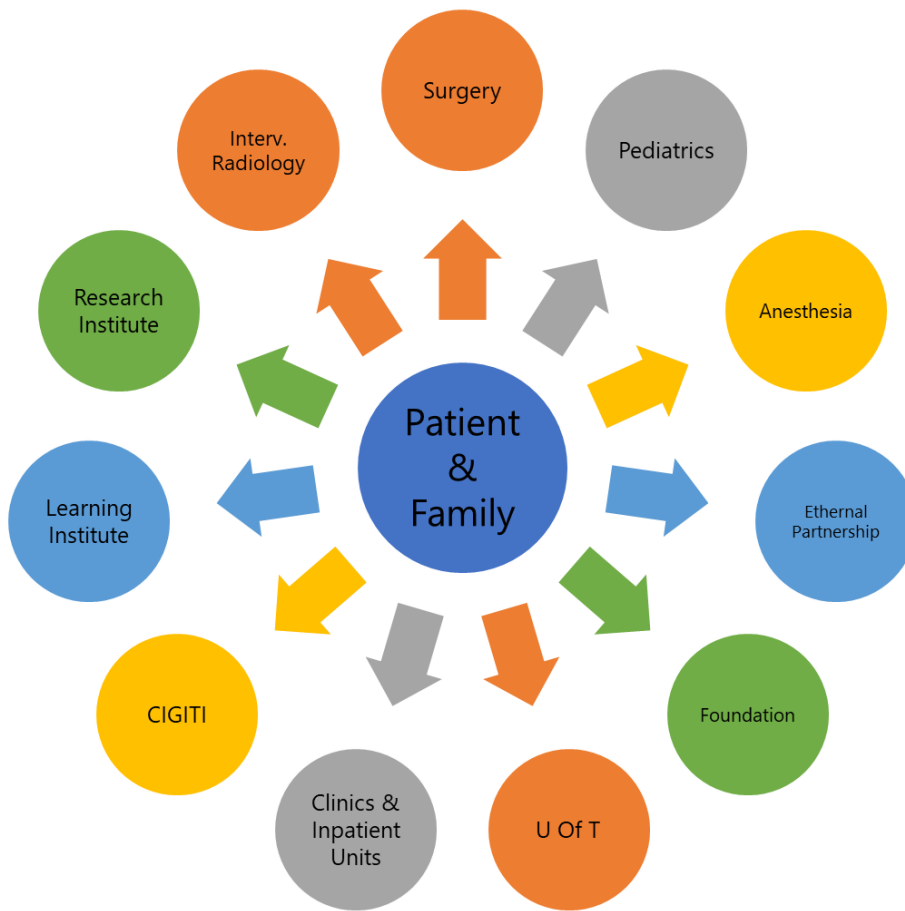 Surgery
Pediatrics
Anesthesia
Ethernal
Partnership
Foundation
U Of T
Clinics &
Inpatient
Units
CIGITI
Learning
Institute
Research
Institute
Interv.
Radiology
Patient
&
Family